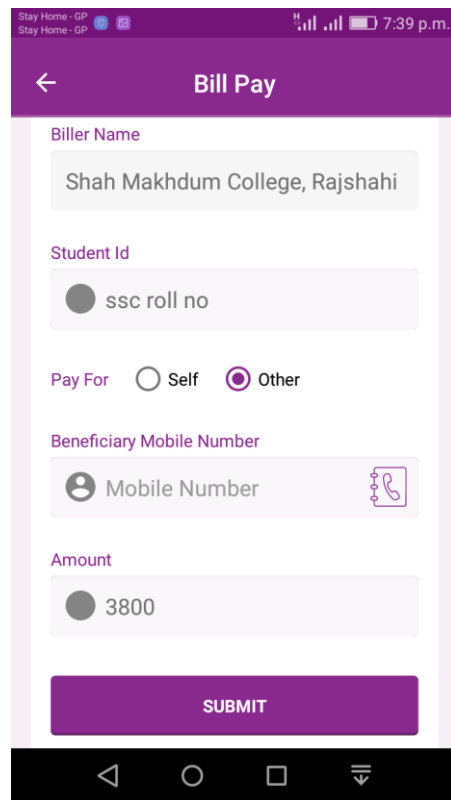 Stay Home - GP
Stay Home - GP
H
7:39 p.m.
Bill Pay
Biller Name
Shah Makhdum College, Rajshahi
Student Id
ssc roll no
Pay For Self Other
Beneficiary Mobile Number
Mobile Number
Amount
3800
SUBMIT